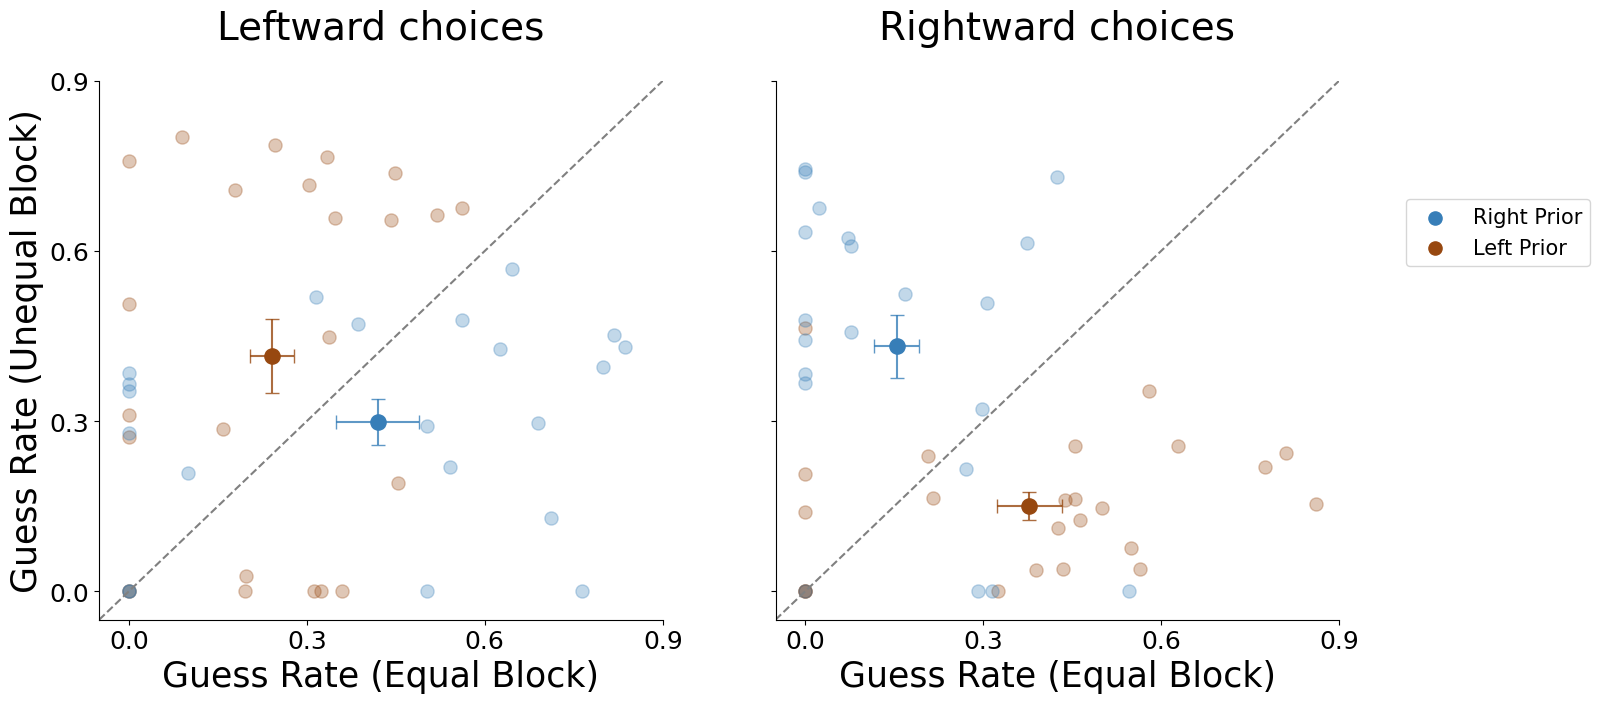 Leftward choices
Rightward choices
Guess Rate (Unequal Block)
0.9
0.6
0.3
0.0
0.0 0.3 0.6 0.9
Guess Rate (Equal Block)
0.0 0.3 0.6 0.9
Guess Rate (Equal Block)
Right Prior
Left Prior